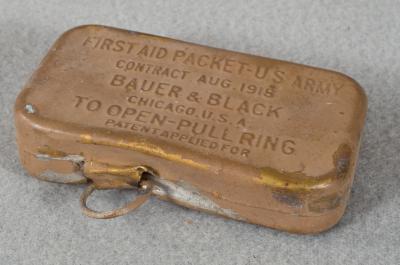 FIRST AID PACKET-U.S. ARMY
CONTRACT AUG. 1918
BAUER & BLACK
CHICAGO, U.S.A.
TO OPEN-PULL RING
PATENT APPLIED FOR